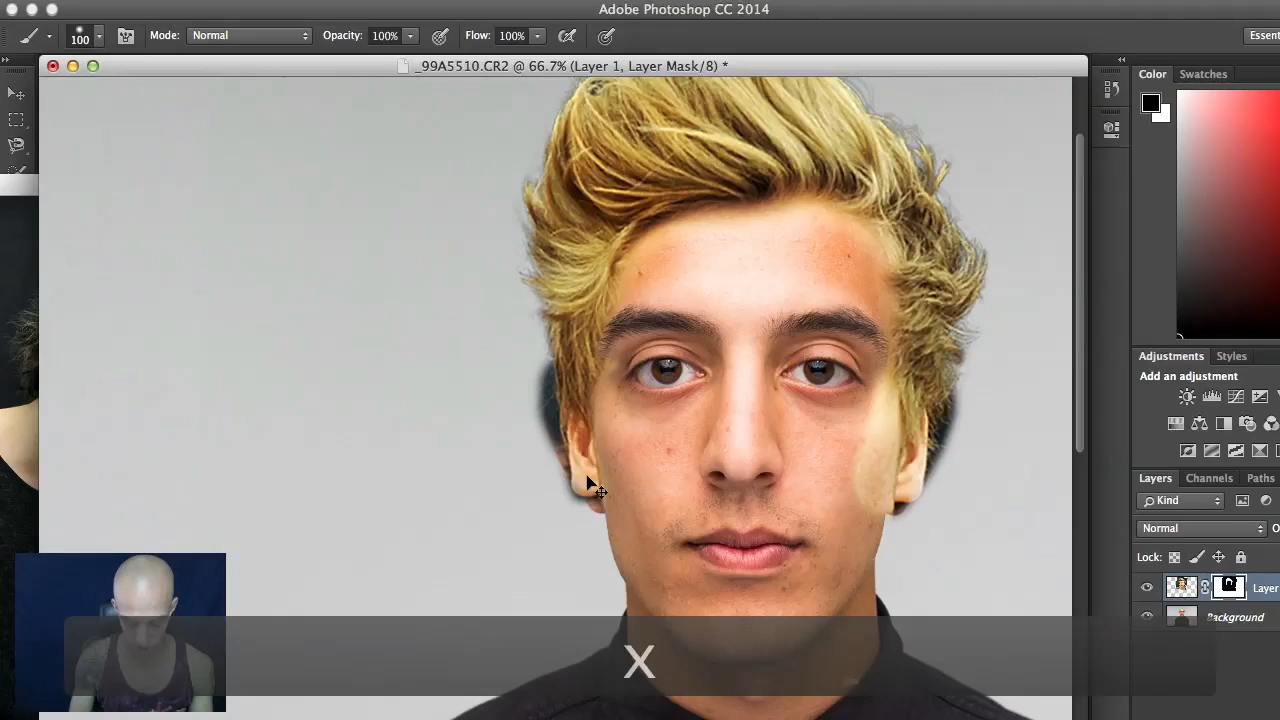 Adobe Photoshop CC 2014
100 Mode: Normal Opacity: 100% Flow: 100% Essent
_99A5510.CR2 @ 66.7% (Layer 1, Layer Mask/8) *
Color Swatches
Adjustments Styles
Add an adjustment
Layers Channels Paths
Kind
Normal O
Lock:
Layer
Background
X